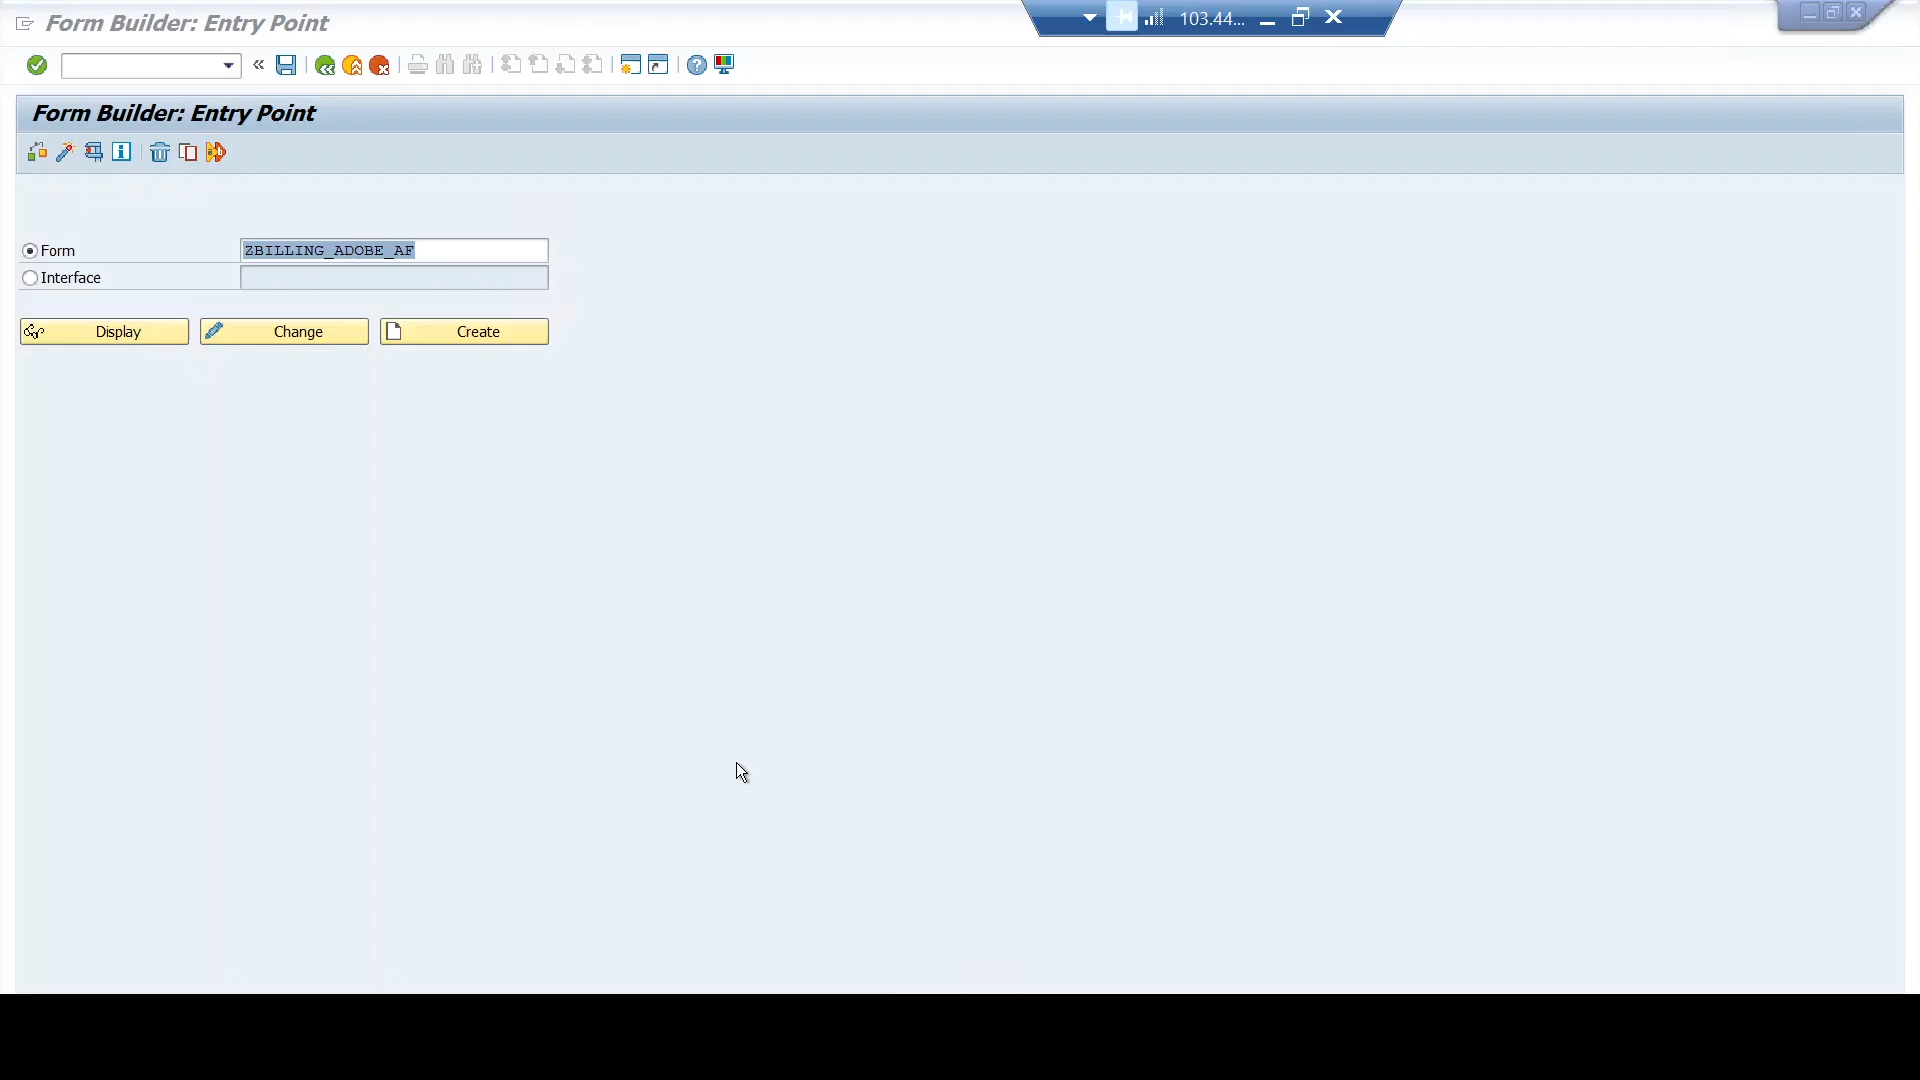 Form Builder: Entry Point
103.44...
Form Builder: Entry Point
Form ZBILLING_ADOBE_AF
Interface
Display Change Create